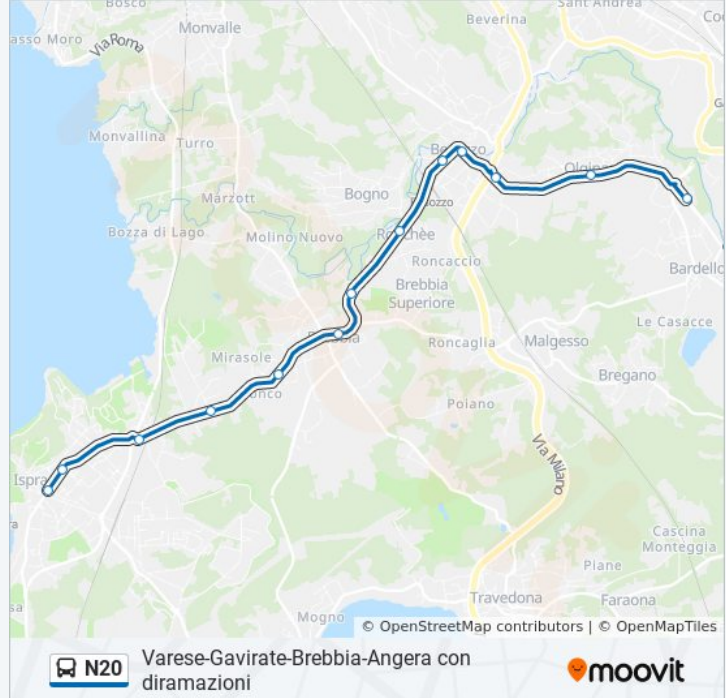 Bosco
Sant'Andrea
Monvalle
Beverina
Via Roma
Monvallina
Turro
Marzott
Bogno
Bozza di Lago
Molino Nuovo
Roncaccio
Bardello
Brebbia
Superiore
Le Casacce
Roncaglia
Malgesso
Mirasole
Bregano
Poiano
Ispra
Via Milano
Cascina
Monteggia
Piane
Travedona
Faraona
Mogno
© OpenStreetMap contributors | © OpenMapTiles
N20
Varese-Gavirate-Brebbia-Angera con
diramazioni
moovit